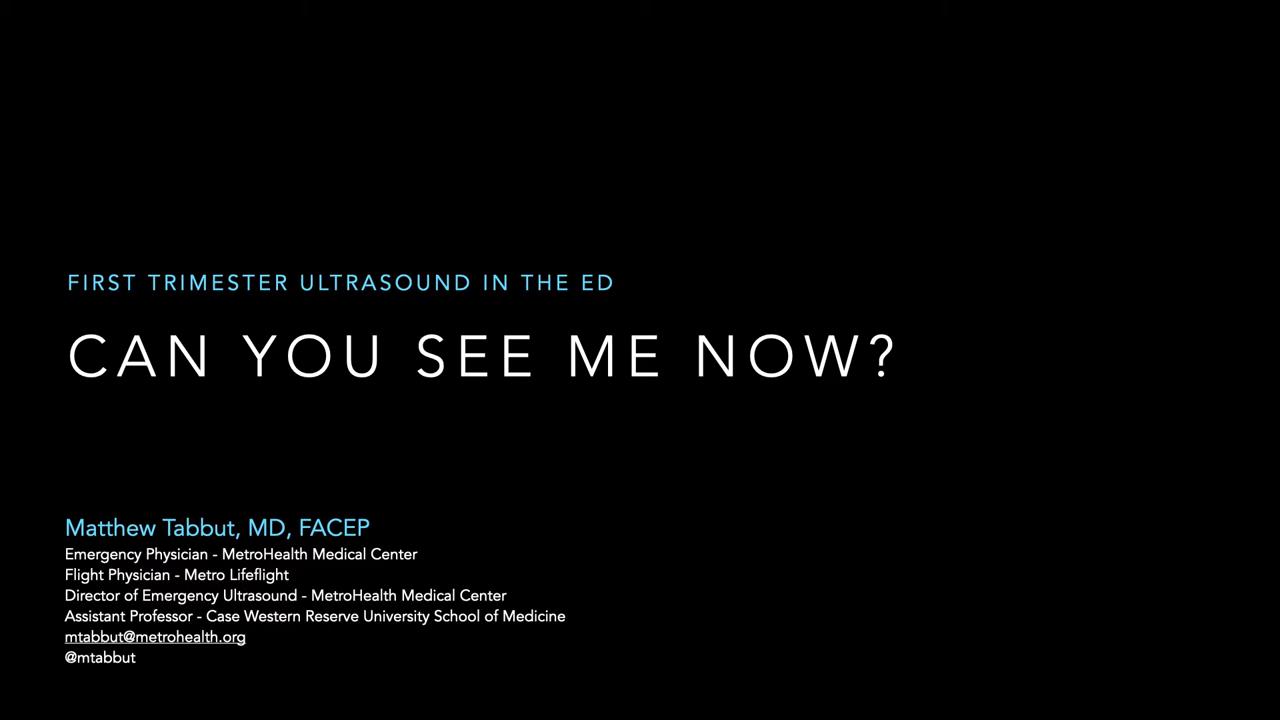 FIRST TRIMESTER ULTRASOUND IN THE ED
CAN YOU SEE ME NOW?
Matthew Tabbut, MD, FACEP
Emergency Physician - MetroHealth Medical Center
Flight Physician - Metro Lifeflight
Director of Emergency Ultrasound - MetroHealth Medical Center
Assistant Professor - Case Western Reserve University School of Medicine
mtabbut@metrohealth.org
@mtabbut